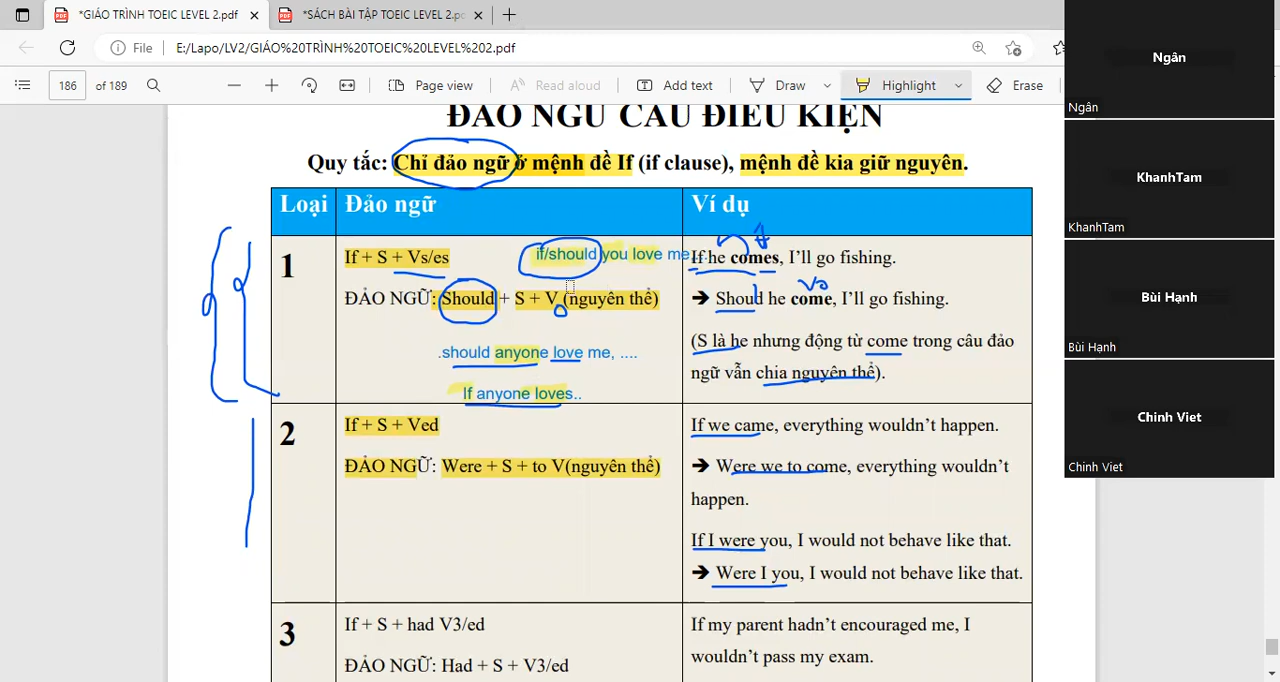 *GIÁO TRÌNH TOEIC LEVEL 2.pdf
*SÁCH BÀI TẬP TOEIC LEVEL 2.pd
File
E:/Lapo/LV2/GIÁO%20TRÌNH%20TOEIC%20LEVEL%202.pdf
186 of 189
Page view
Read aloud
Add text
Draw
Highlight
Erase
ĐẢO NGỮ CÂU ĐIỀU KIỆN
Quy tắc: Chỉ đảo ngữ ở mệnh đề If (if clause), mệnh đề kia giữ nguyên.
Loại
Đảo ngữ
Ví dụ
1
If + S + Vs/es
if/should you love me
If he comes, I’ll go fishing.
ĐẢO NGỮ: Should + S + V (nguyên thể)
➔ Should he come, I’ll go fishing.
Vo
.should anyone love me, ....
(S là he nhưng động từ come trong câu đảo
ngữ vẫn chia nguyên thể).
If anyone loves..
2
If + S + Ved
If we came, everything wouldn’t happen.
ĐẢO NGỮ: Were + S + to V(nguyên thể)
➔ Were we to come, everything wouldn’t
happen.
If I were you, I would not behave like that.
➔ Were I you, I would not behave like that.
3
If + S + had V3/ed
If my parent hadn’t encouraged me, I
wouldn’t pass my exam.
ĐẢO NGỮ: Had + S + V3/ed
Ngân
Ngân
KhanhTam
KhanhTam
Bùi Hạnh
Bùi Hạnh
Chinh Viet
Chinh Viet